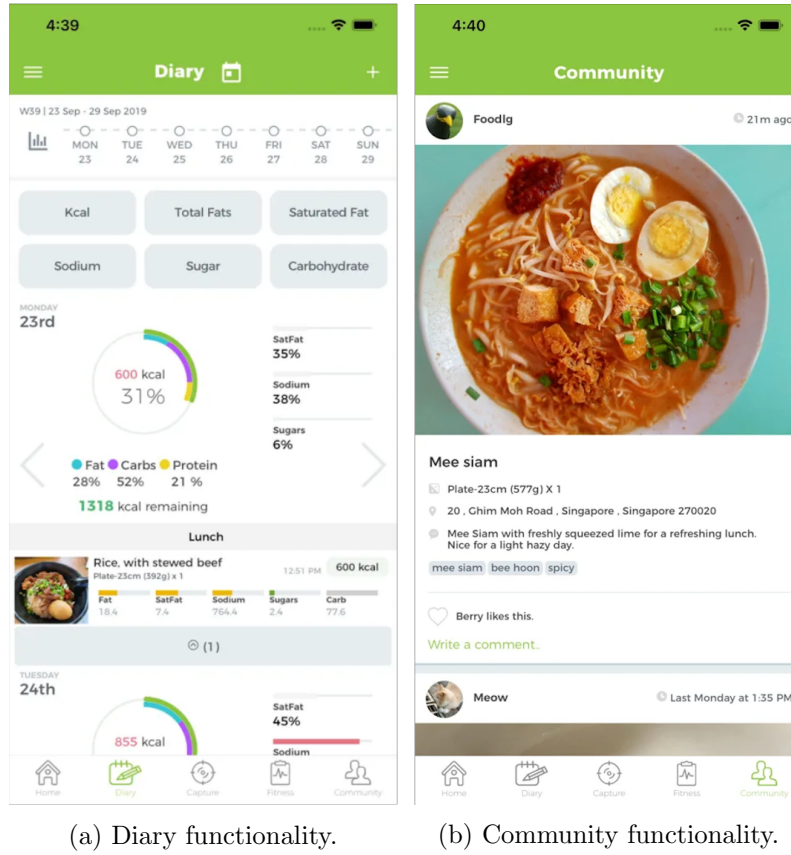 4:39
Diary
+
W39 | 23 Sep - 29 Sep 2019
MON TUE WED THU FRI SAT SUN
23 24 25 26 27 28 29
Kcal Total Fats Saturated Fat
Sodium Sugar Carbohydrate
MONDAY
23rd
600 kcal
31%
SatFat
35%
Sodium
38%
Sugars
6%
Fat Carbs Protein
28% 52% 21 %
1318 kcal remaining
Lunch
Rice, with stewed beef
Plate-23cm (392g) x 1
12:51 PM
600 kcal
Fat SatFat Sodium Sugars Carb
18.4 7.4 764.4 2.4 77.6
(1)
TUESDAY
24th
855 kcal
SatFat
45%
Sodium
Home Diary Capture Fitness Community
(a) Diary functionality.
4:40
Community
Foodlg
21m ago
Mee siam
Plate-23cm (577g) X 1
20 , Ghim Moh Road , Singapore , Singapore 270020
Mee Siam with freshly squeezed lime for a refreshing lunch.
Nice for a light hazy day.
mee siam bee hoon spicy
Berry likes this.
Write a comment..
Meow
Last Monday at 1:35 PM
Home Diary Capture Fitness Community
(b) Community functionality.